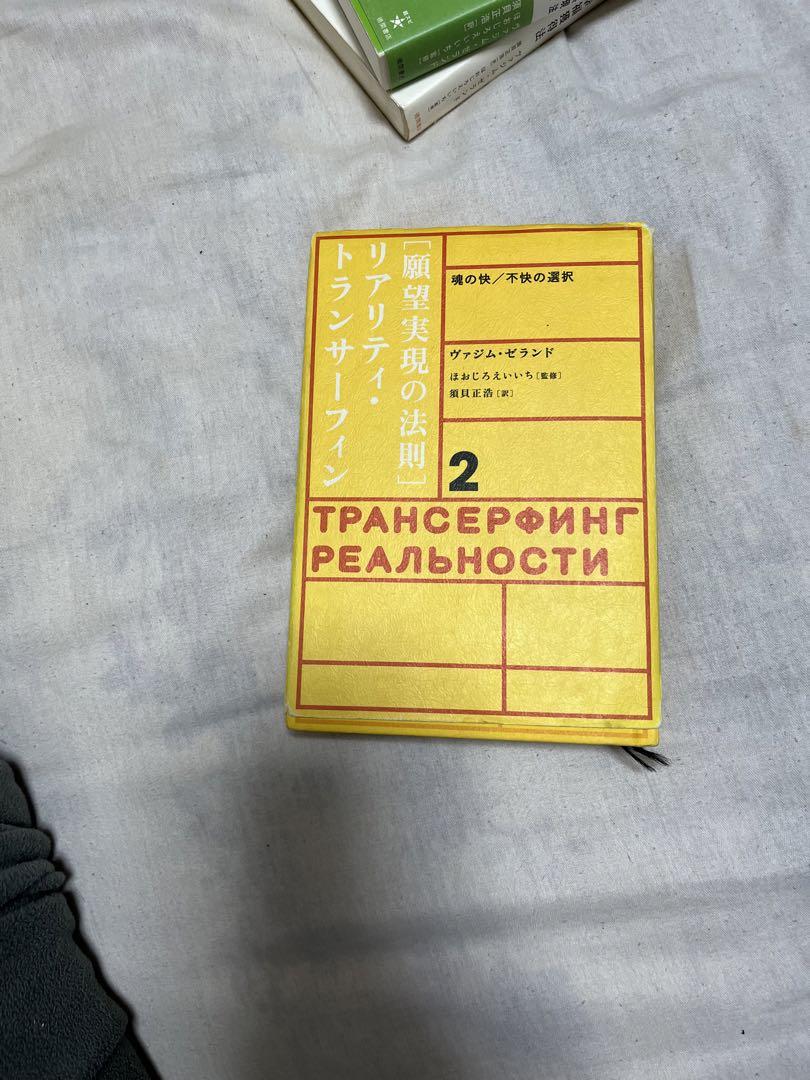 [願望実現の法則]
リアリティ・
トランサーフィン
魂の快／不快の選択
ヴァジム・ゼランド
ほおじろえいいち[監修]
須貝正浩[訳]
2
ТРАНСЕРФИНГ
РЕАЛЬНОСТИ